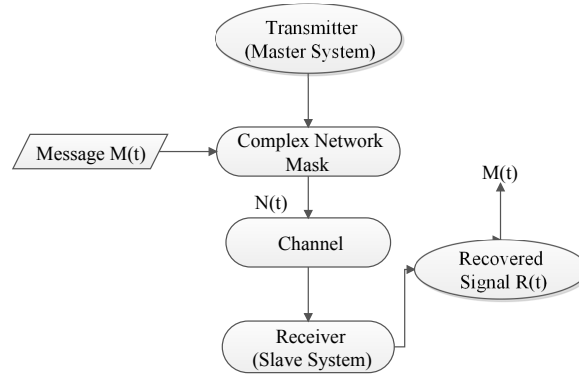 Transmitter
(Master System)
Message M(t)
Complex Network
Mask
M(t)
N(t)
Channel
Recovered
Signal R(t)
Receiver
(Slave System)